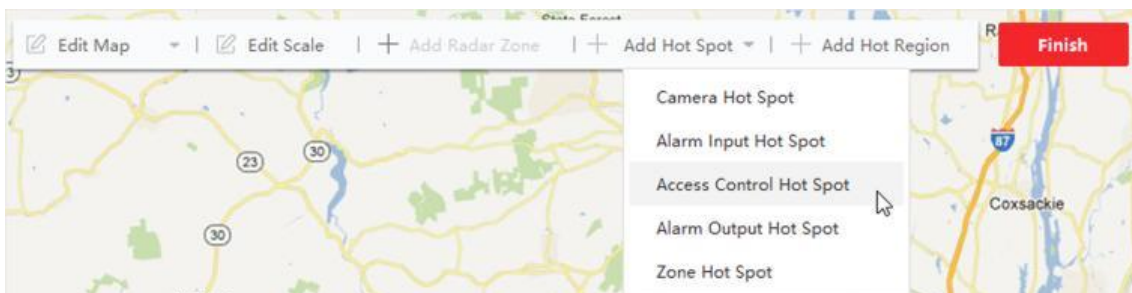 State Forest
Edit Map | Edit Scale | + Add Radar Zone | + Add Hot Spot | + Add Hot Region
R
Finish
3
Camera Hot Spot
Alarm Input Hot Spot
87
23
30
Access Control Hot Spot
Coxsackie
30
Alarm Output Hot Spot
Zone Hot Spot